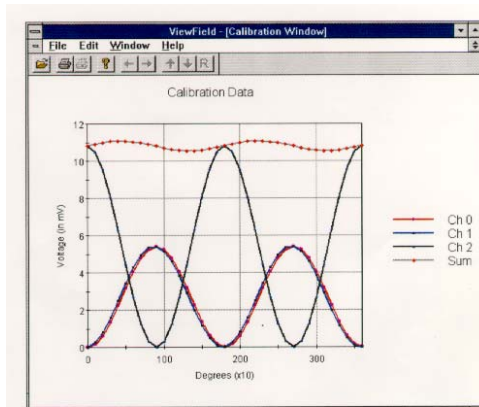 ViewField - [Calibration Window]
File Edit Window Help
R
Calibration Data
12
10
8
6
4
2
0
Voltage (in mV)
0 100 200 300
Degrees (x10)
Ch 0
Ch 1
Ch 2
Sum